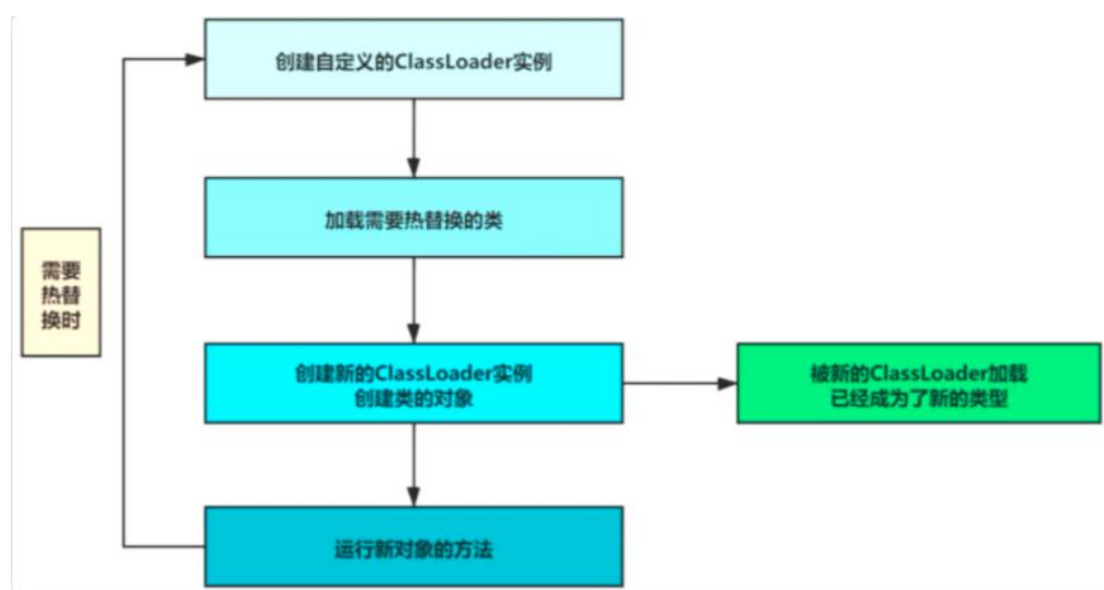 创建自定义的ClassLoader实例
加载需要热替换的类
需要
热替
换时
创建新的ClassLoader实例
创建类的对象
被新的ClassLoader加载
已经成为了新的类型
运行新对象的方法